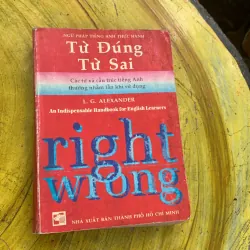 NGỮ PHÁP TIẾNG ANH THỰC HÀNH
Từ Đúng
Từ Sai
Các từ và cấu trúc tiếng Anh
thường nhầm lẫn khi sử dụng
L. G. ALEXANDER
An Indispensable Handbook for English Learners
right
wrong
NHÀ XUẤT BẢN THÀNH PHỐ HỒ CHÍ MINH